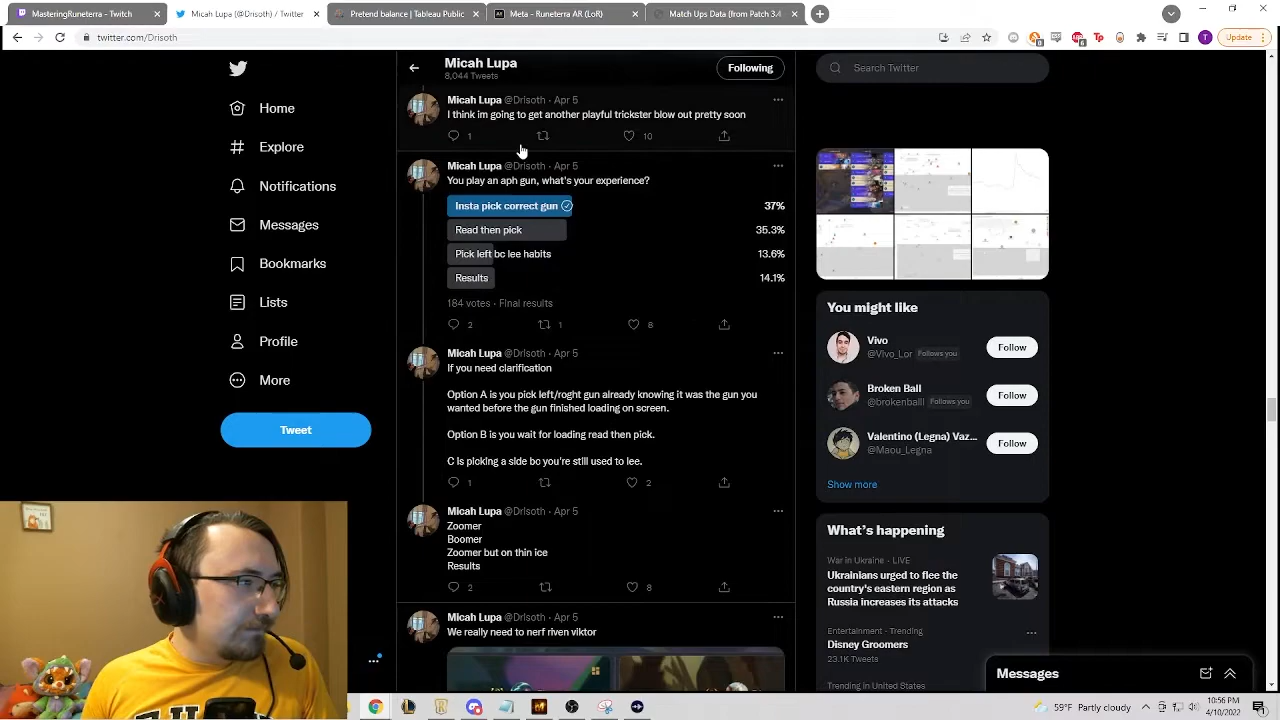 MasteringRuneterra - Twitch
Micah Lupa (@Drisoth) / Twitter
Pretend balance | Tableau Public
Meta - Runeterra AR (LoR)
Match Ups Data (from Patch 3.4
twitter.com/Drisoth
Update
Home
Explore
Notifications
Messages
Bookmarks
Lists
Profile
More
Tweet
Micah Lupa
8,044 Tweets
Following
Micah Lupa @Drisoth · Apr 5
I think im going to get another playful trickster blow out pretty soon
1 10
Micah Lupa @Drisoth · Apr 5
You play an aph gun, what's your experience?
Insta pick correct gun 37%
Read then pick 35.3%
Pick left bc lee habits 13.6%
Results 14.1%
184 votes · Final results
2 1 8
Micah Lupa @Drisoth · Apr 5
If you need clarification
Option A is you pick left/roght gun already knowing it was the gun you
wanted before the gun finished loading on screen.
Option B is you wait for loading read then pick.
C is picking a side bc you're still used to lee.
1 2
Micah Lupa @Drisoth · Apr 5
Zoomer
Boomer
Zoomer but on thin ice
Results
2 8
Micah Lupa @Drisoth · Apr 5
We really need to nerf riven viktor
Search Twitter
You might like
Vivo
@Vivo_Lor Follows you
Follow
Broken Ball
@brokenballl Follows you
Follow
Valentino (Legna) Vaz...
@Maou_Legna
Follow
Show more
What's happening
War in Ukraine · LIVE
Ukrainians urged to flee the
country's eastern region as
Russia increases its attacks
Entertainment · Trending
Disney Groomers
23.1K Tweets
Trending in United States
Messages
59°F Partly cloudy
10:56 PM
4/10/2022